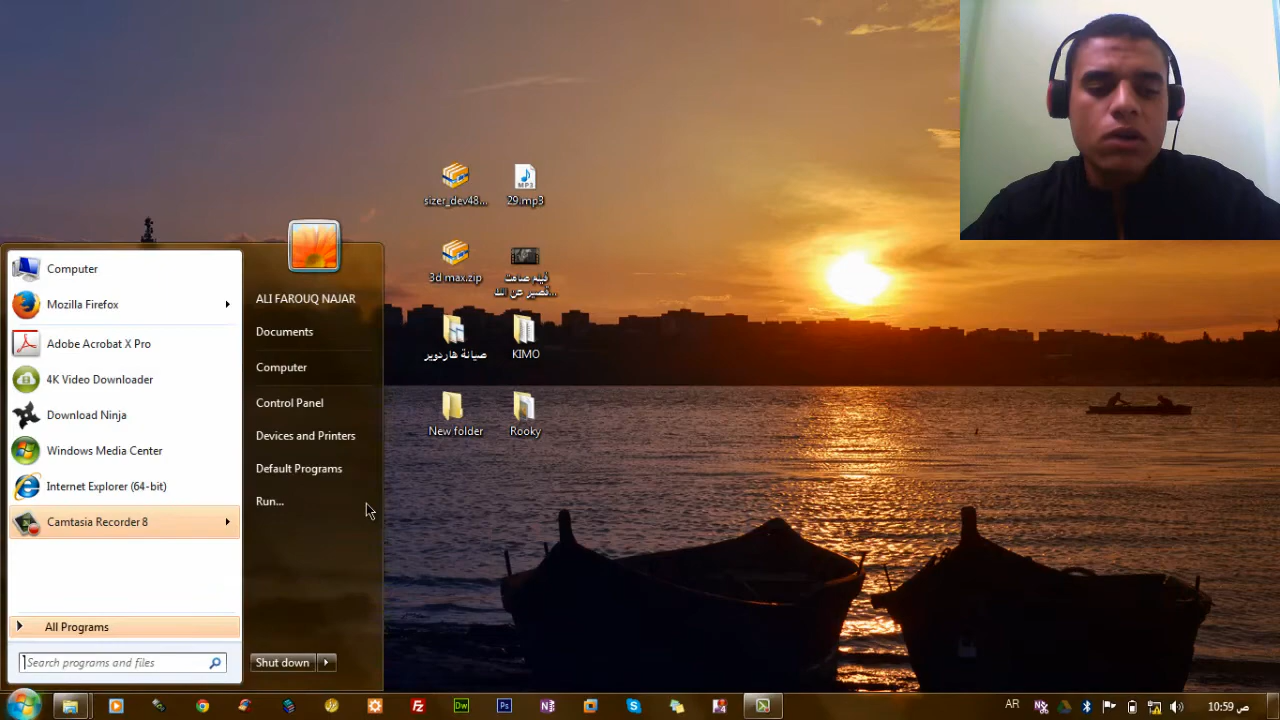 sizer_dev48...
29.mp3
3d max.zip
فيلم صامت
قصير عن الله...
صيانة هاردوير
KIMO
New folder
Rooky
Computer
Mozilla Firefox
Adobe Acrobat X Pro
4K Video Downloader
Download Ninja
Windows Media Center
Internet Explorer (64-bit)
Camtasia Recorder 8
All Programs
Search programs and files
ALI FAROUQ NAJAR
Documents
Computer
Control Panel
Devices and Printers
Default Programs
Run...
Shut down
AR
10:59 ص